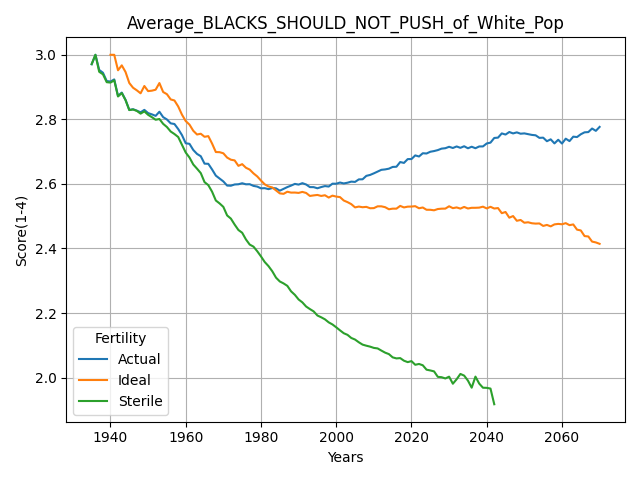 Average_BLACKS_SHOULD_NOT_PUSH_of_White_Pop
Score(1-4)
3.0
2.8
2.6
2.4
2.2
2.0
Fertility
Actual
Ideal
Sterile
1940 1960 1980 2000 2020 2040 2060
Years